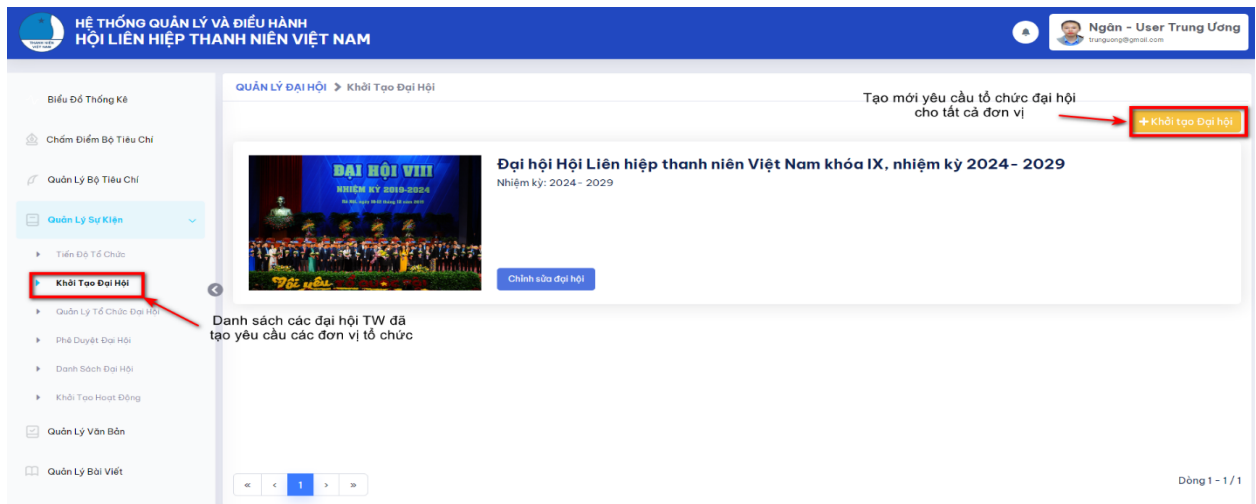 HỆ THỐNG QUẢN LÝ VÀ ĐIỀU HÀNH
HỘI LIÊN HIỆP THANH NIÊN VIỆT NAM
Ngân - User Trung Ương
trunguong@gmail.com
Biểu Đồ Thống Kê
Chấm Điểm Bộ Tiêu Chí
Quản Lý Bộ Tiêu Chí
Quản Lý Sự Kiện
Tiến Độ Tổ Chức
Khởi Tạo Đại Hội
Quản Lý Tổ Chức Đại Hội
Phê Duyệt Đại Hội
Danh Sách Đại Hội
Khởi Tạo Hoạt Động
Quản Lý Văn Bản
Quản Lý Bài Viết
QUẢN LÝ ĐẠI HỘI > Khởi Tạo Đại Hội
Tạo mới yêu cầu tổ chức đại hội
cho tất cả đơn vị
+ Khởi tạo Đại hội
ĐẠI HỘI VIII
NHIỆM KỲ 2019-2024
Đại hội Hội Liên hiệp thanh niên Việt Nam khóa IX, nhiệm kỳ 2024- 2029
Nhiệm kỳ: 2024- 2029
Chỉnh sửa đại hội
Danh sách các đại hội TW đã
tạo yêu cầu các đơn vị tổ chức
« < 1 > »
Dòng 1 - 1 / 1